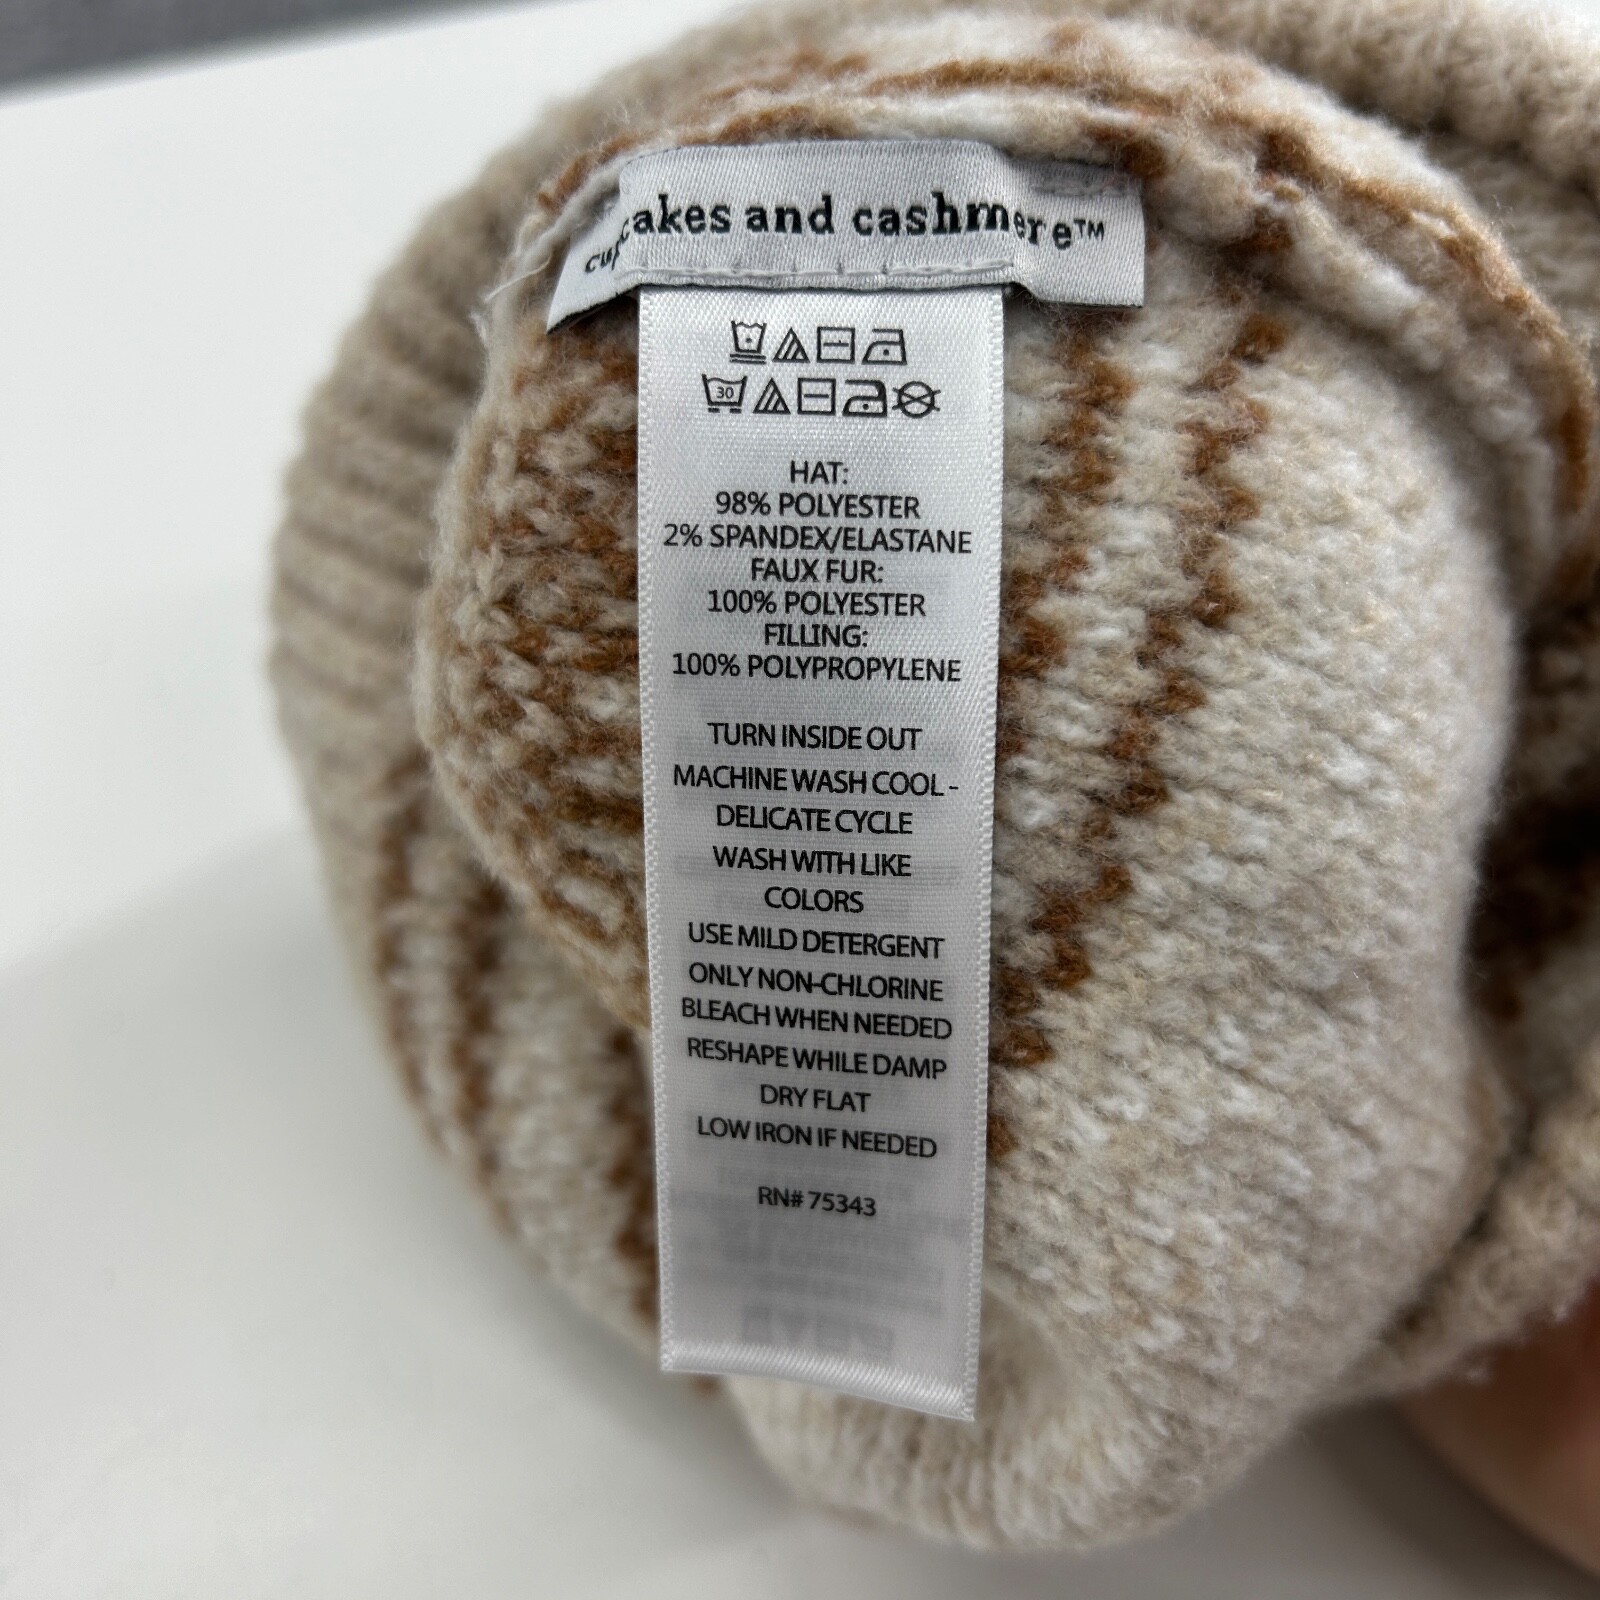 cupcakes and cashmere™
30
HAT:
98% POLYESTER
2% SPANDEX/ELASTANE
FAUX FUR:
100% POLYESTER
FILLING:
100% POLYPROPYLENE
TURN INSIDE OUT
MACHINE WASH COOL -
DELICATE CYCLE
WASH WITH LIKE
COLORS
USE MILD DETERGENT
ONLY NON-CHLORINE
BLEACH WHEN NEEDED
RESHAPE WHILE DAMP
DRY FLAT
LOW IRON IF NEEDED
RN# 75343